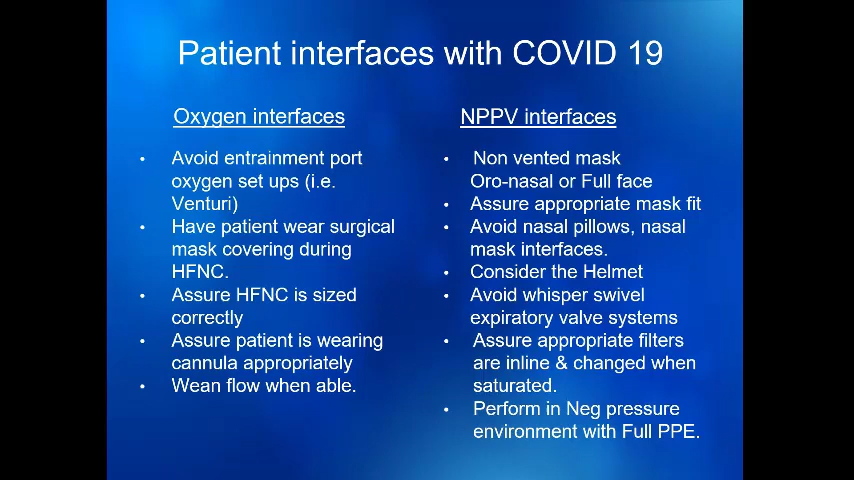 Patient interfaces with COVID 19
Oxygen interfaces
• Avoid entrainment port
oxygen set ups (i.e.
Venturi)
• Have patient wear surgical
mask covering during
HFNC.
• Assure HFNC is sized
correctly
• Assure patient is wearing
cannula appropriately
• Wean flow when able.
NPPV interfaces
• Non vented mask
Oro-nasal or Full face
• Assure appropriate mask fit
• Avoid nasal pillows, nasal
mask interfaces.
• Consider the Helmet
• Avoid whisper swivel
expiratory valve systems
• Assure appropriate filters
are inline & changed when
saturated.
• Perform in Neg pressure
environment with Full PPE.